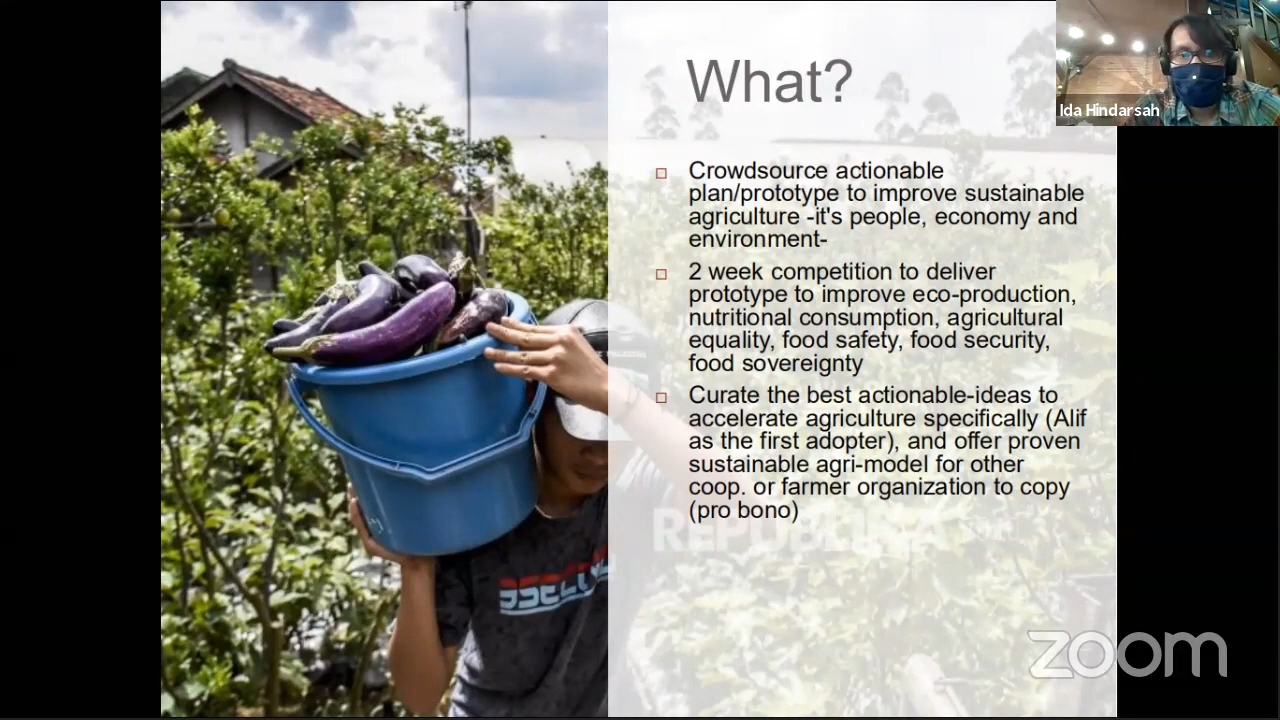 What?
Ida Hindarsah
Crowdsource actionable
plan/prototype to improve sustainable
agriculture -it's people, economy and
environment-
2 week competition to deliver
prototype to improve eco-production,
nutritional consumption, agricultural
equality, food safety, food security,
food sovereignty
Curate the best actionable-ideas to
accelerate agriculture specifically (Alif
as the first adopter), and offer proven
sustainable agri-model for other
coop. or farmer organization to copy
(pro bono)
zoom